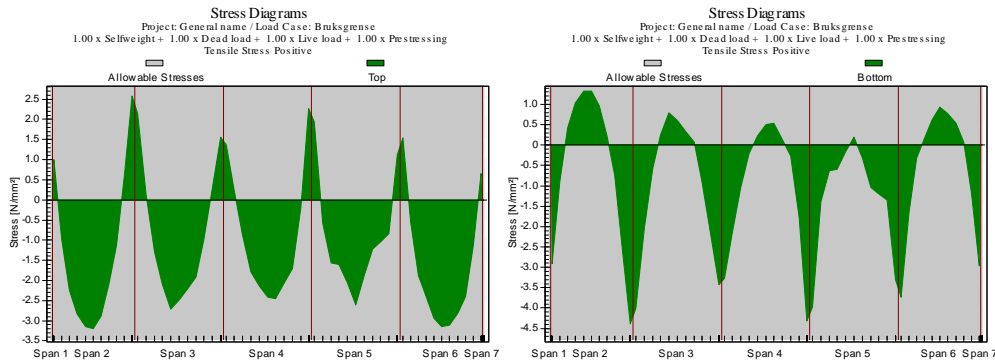 Stress Diagrams
Project: General name / Load Case: Bruksgrense
1.00 x Selfweight + 1.00 x Dead load + 1.00 x Live load + 1.00 x Prestressing
Tensile Stress Positive
Allowable Stresses Top
2.5
2.0
1.5
1.0
0.5
0
-0.5
-1.0
-1.5
-2.0
-2.5
-3.0
-3.5
Stress [N/mm²]
Span 1 Span 2 Span 3 Span 4 Span 5 Span 6 Span 7
Stress Diagrams
Project: General name / Load Case: Bruksgrense
1.00 x Selfweight + 1.00 x Dead load + 1.00 x Live load + 1.00 x Prestressing
Tensile Stress Positive
Allowable Stresses Bottom
1.0
0.5
0
-0.5
-1.0
-1.5
-2.0
-2.5
-3.0
-3.5
-4.0
-4.5
Stress [N/mm²]
Span 1 Span 2 Span 3 Span 4 Span 5 Span 6 Span 7